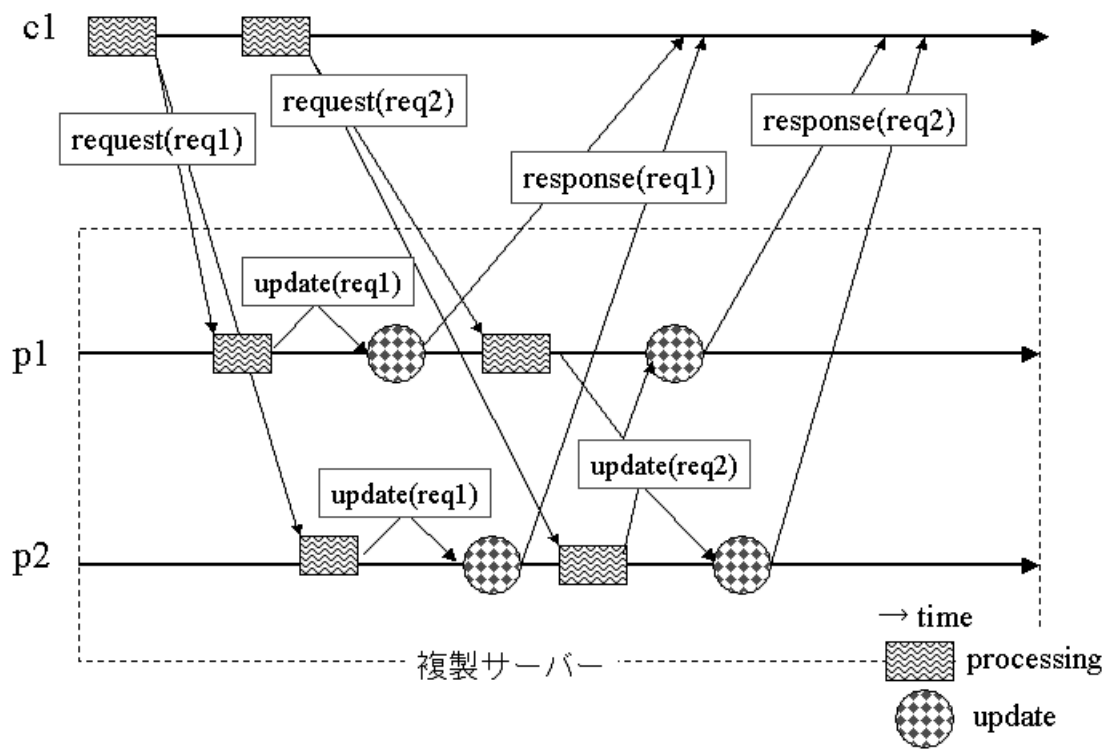 c1
request(req2)
request(req1)
response(req2)
response(req1)
update(req1)
p1
update(req2)
update(req1)
p2
→ time
複製サーバー
processing
update